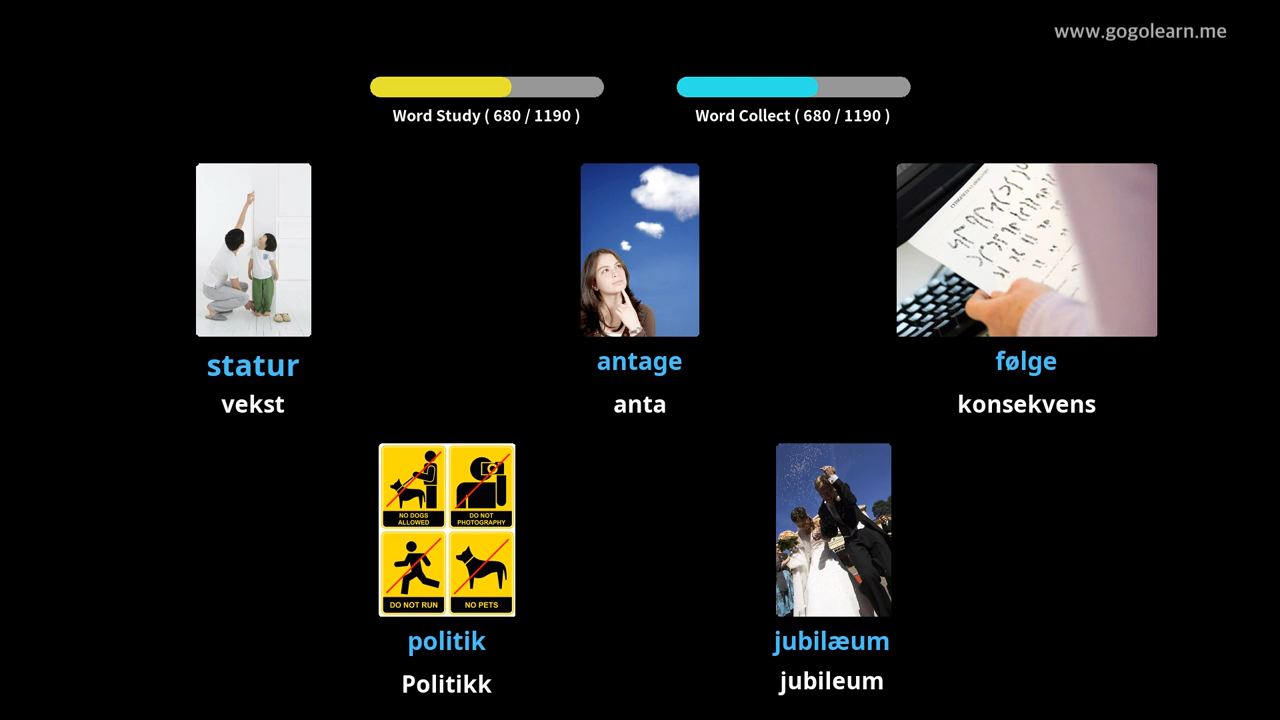 www.gogolearn.me
Word Study ( 680 / 1190 )
Word Collect ( 680 / 1190 )
statur
vekst
antage
anta
følge
konsekvens
NO DOGS
ALLOWED
DO NOT
PHOTOGRAPHY
DO NOT RUN
NO PETS
politik
Politikk
jubilæum
jubileum